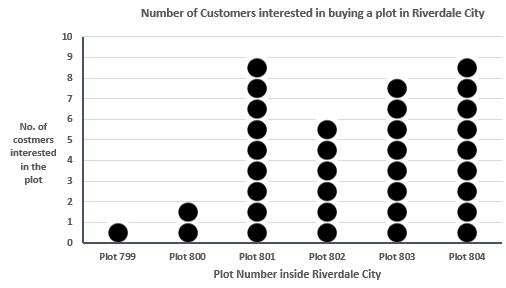 Number of Customers interested in buying a plot in Riverdale City
10
9
8
7
6
5
4
3
2
1
0
No. of
costmers
interested
in the
plot
Plot 799 Plot 800 Plot 801 Plot 802 Plot 803 Plot 804
Plot Number inside Riverdale City